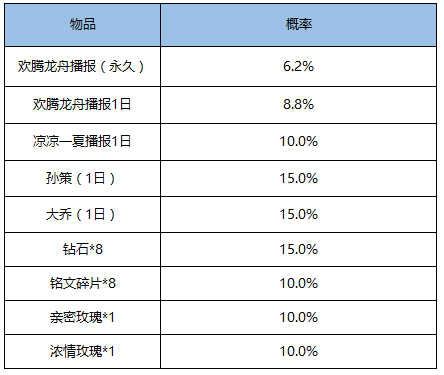 物品 概率
欢腾龙舟播报（永久） 6.2%
欢腾龙舟播报1日 8.8%
凉凉一夏播报1日 10.0%
孙策（1日） 15.0%
大乔（1日） 15.0%
钻石*8 15.0%
铭文碎片*8 10.0%
亲密玫瑰*1 10.0%
浓情玫瑰*1 10.0%